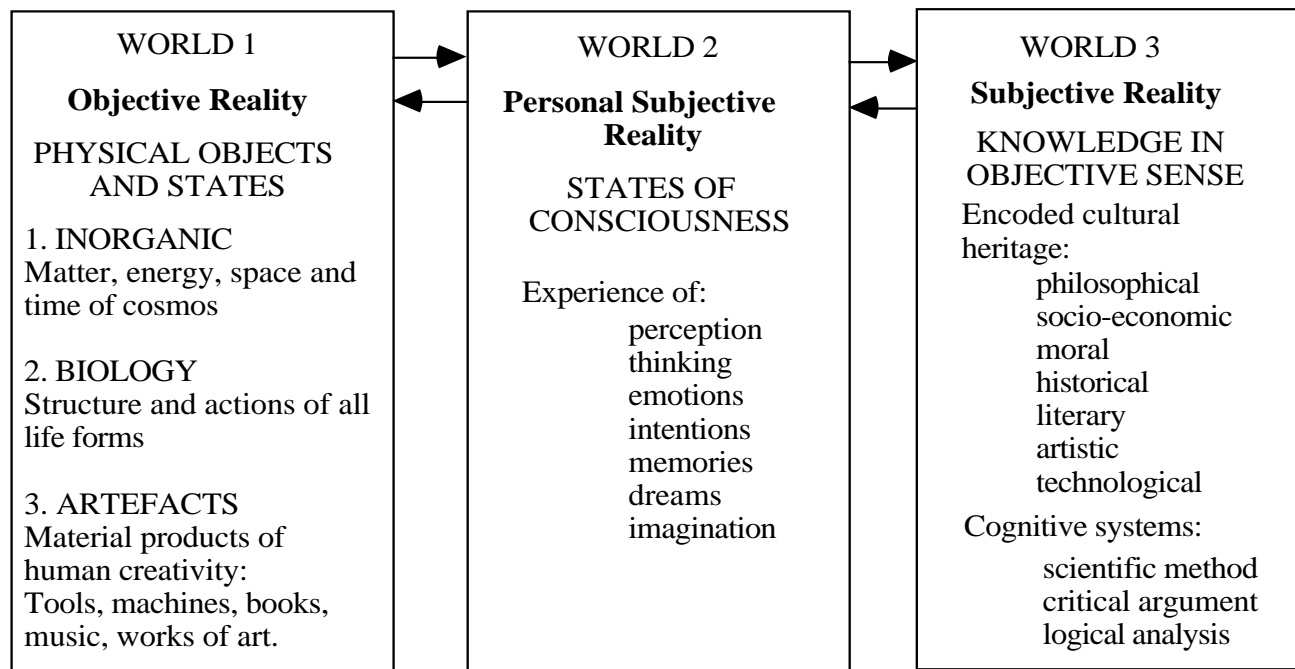 WORLD 1
Objective Reality
PHYSICAL OBJECTS
AND STATES
1. INORGANIC
Matter, energy, space and
time of cosmos
2. BIOLOGY
Structure and actions of all
life forms
3. ARTEFACTS
Material products of
human creativity:
Tools, machines, books,
music, works of art.
WORLD 2
Personal Subjective
Reality
STATES OF
CONSCIOUSNESS
Experience of:
perception
thinking
emotions
intentions
memories
dreams
imagination
WORLD 3
Subjective Reality
KNOWLEDGE IN
OBJECTIVE SENSE
Encoded cultural
heritage:
philosophical
socio-economic
moral
historical
literary
artistic
technological
Cognitive systems:
scientific method
critical argument
logical analysis